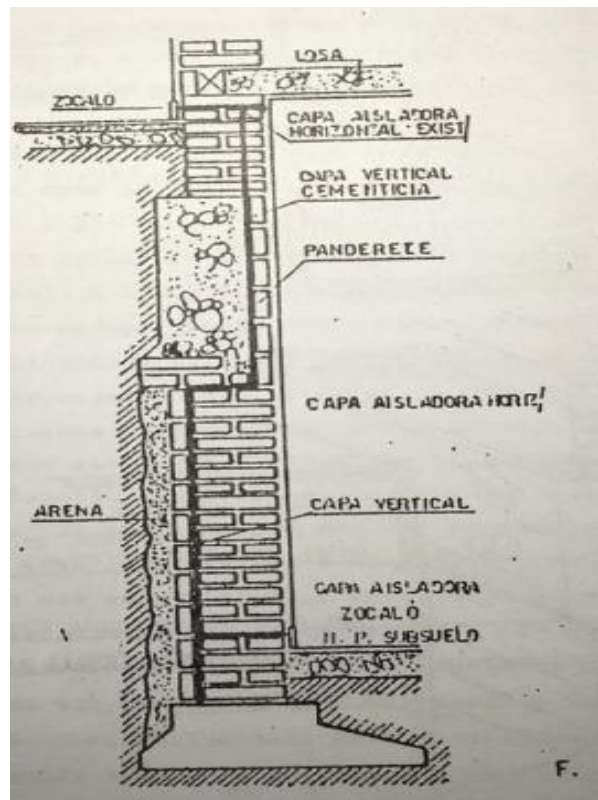 LOSA
ZOCALO
CAPA AISLADORA
HORIZONTAL EXIST
CAPA VERTICAL
CEMENTICIA
PANDERETE
CAPA AISLADORA HOR
ARENA
CAPA VERTICAL
CAPA AISLADORA
ZOCALO
N. P. SUBSUELO
F.